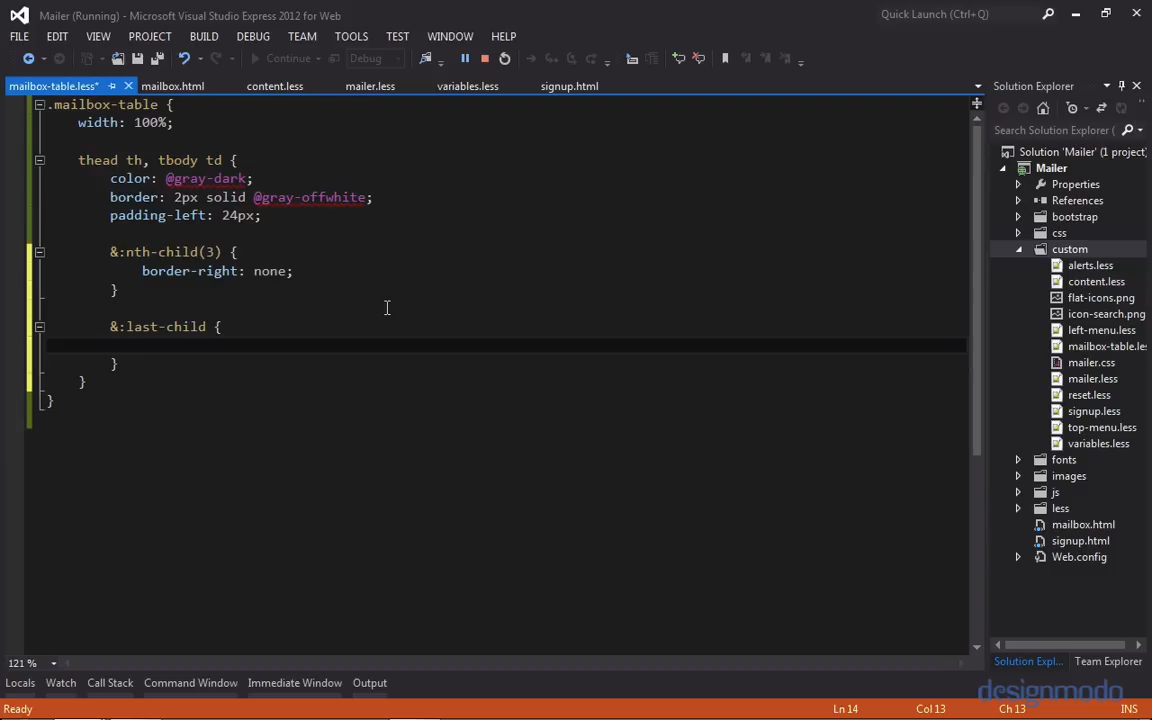 Mailer (Running) - Microsoft Visual Studio Express 2012 for Web
Quick Launch (Ctrl+Q)
FILE EDIT VIEW PROJECT BUILD DEBUG TEAM TOOLS TEST WINDOW HELP
Continue Debug
mailbox-table.less* mailbox.html content.less mailer.less variables.less signup.html
.mailbox-table {
width: 100%;
thead th, tbody td {
color: @gray-dark;
border: 2px solid @gray-offwhite;
padding-left: 24px;
&:nth-child(3) {
border-right: none;
}
&:last-child {
}
}
}
Solution Explorer
Search Solution Explorer (
Solution 'Mailer' (1 project)
Mailer
Properties
References
bootstrap
css
custom
alerts.less
content.less
flat-icons.png
icon-search.png
left-menu.less
mailbox-table.les
mailer.css
mailer.less
reset.less
signup.less
top-menu.less
variables.less
fonts
images
js
less
mailbox.html
signup.html
Web.config
121 %
Solution Expl... Team Explorer
Locals Watch Call Stack Command Window Immediate Window Output
designmodo
Ready Ln 14 Col 13 Ch 13 INS